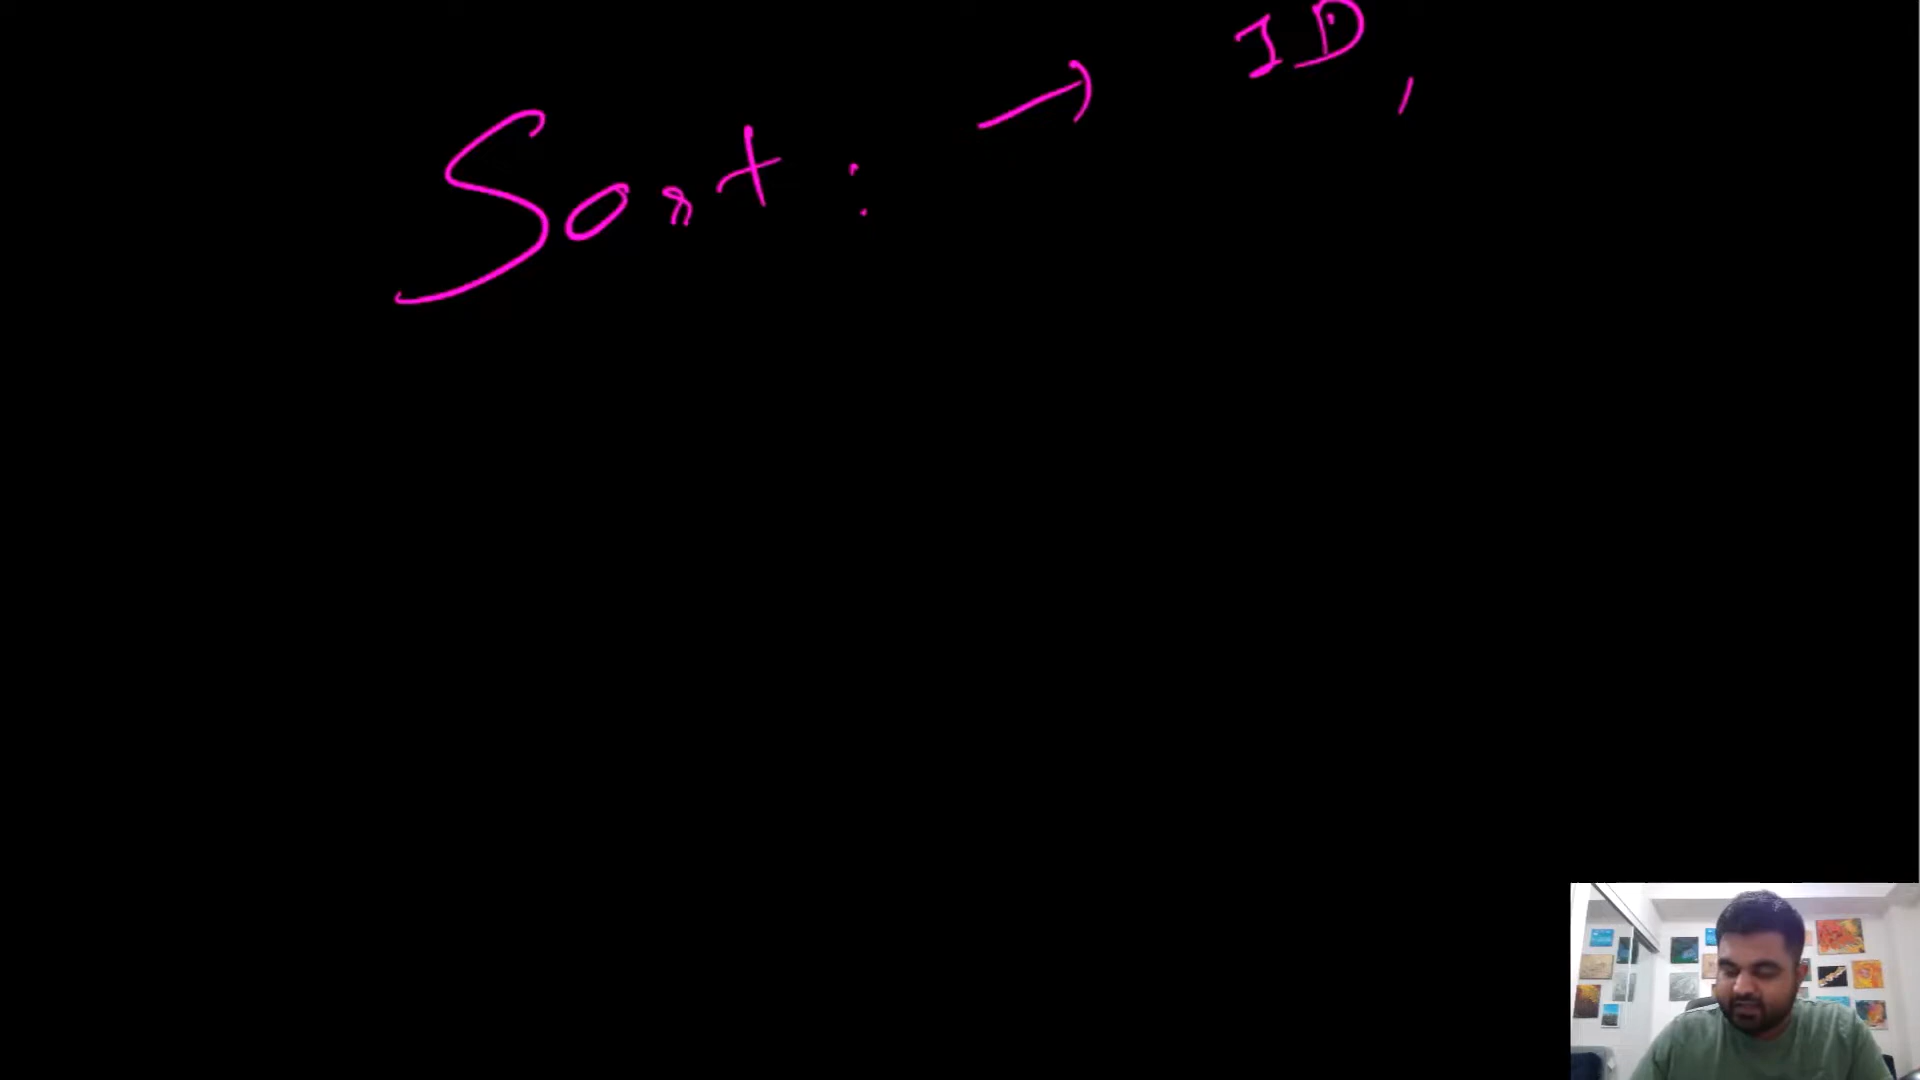 Sort : → ID,